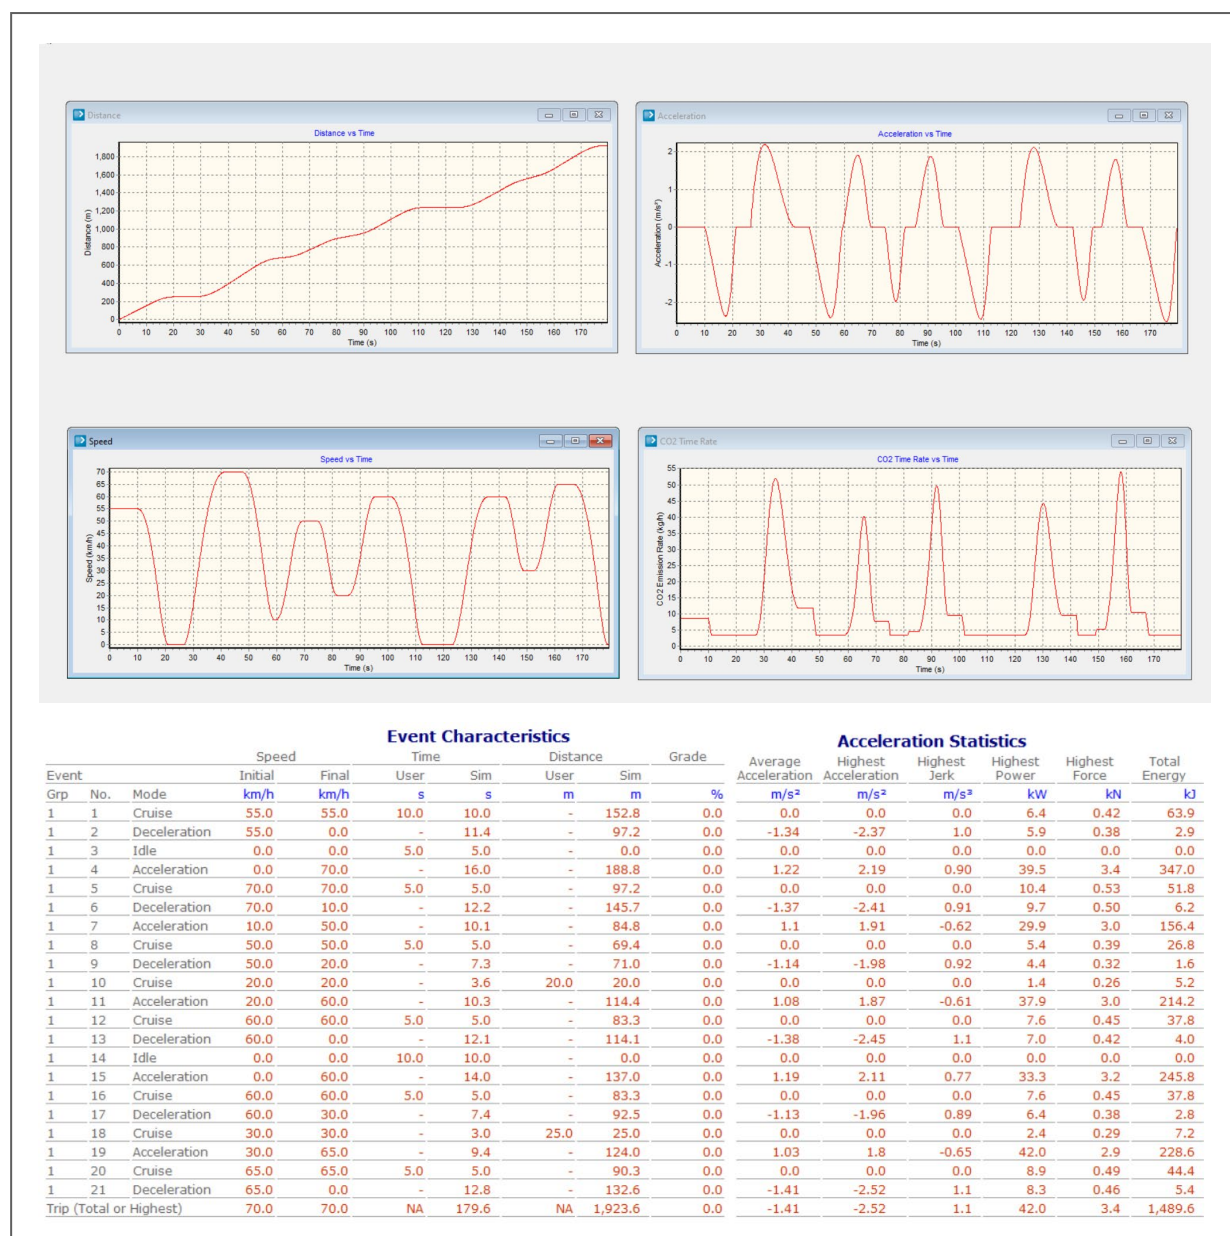 Distance
Distance vs Time
1,800
1,600
1,400
1,200
1,000
800
600
400
200
0
Distance (m)
0 10 20 30 40 50 60 70 80 90 100 110 120 130 140 150 160 170
Time (s)
Acceleration
Acceleration vs Time
2
1
0
-1
-2
Acceleration (m/s²)
0 10 20 30 40 50 60 70 80 90 100 110 120 130 140 150 160 170
Time (s)
Speed
Speed vs Time
70
65
60
55
50
45
40
35
30
25
20
15
10
5
0
Speed (km/h)
0 10 20 30 40 50 60 70 80 90 100 110 120 130 140 150 160 170
Time (s)
CO2 Time Rate
CO2 Time Rate vs Time
55
50
45
40
35
30
25
20
15
10
5
0
CO2 Emission Rate (kg/h)
0 10 20 30 40 50 60 70 80 90 100 110 120 130 140 150 160 170
Time (s)
Event Characteristics Acceleration Statistics
Speed Time Distance Grade Average Highest Highest Highest Highest Total
Event Initial Final User Sim User Sim Acceleration Acceleration Jerk Power Force Energy
Grp No. Mode km/h km/h s s m m % m/s² m/s² m/s³ kW kN kJ
1 1 Cruise 55.0 55.0 10.0 10.0 - 152.8 0.0 0.0 0.0 0.0 6.4 0.42 63.9
1 2 Deceleration 55.0 0.0 - 11.4 - 97.2 0.0 -1.34 -2.37 1.0 5.9 0.38 2.9
1 3 Idle 0.0 0.0 5.0 5.0 - 0.0 0.0 0.0 0.0 0.0 0.0 0.0 0.0
1 4 Acceleration 0.0 70.0 - 16.0 - 188.8 0.0 1.22 2.19 0.90 39.5 3.4 347.0
1 5 Cruise 70.0 70.0 5.0 5.0 - 97.2 0.0 0.0 0.0 0.0 10.4 0.53 51.8
1 6 Deceleration 70.0 10.0 - 12.2 - 145.7 0.0 -1.37 -2.41 0.91 9.7 0.50 6.2
1 7 Acceleration 10.0 50.0 - 10.1 - 84.8 0.0 1.1 1.91 -0.62 29.9 3.0 156.4
1 8 Cruise 50.0 50.0 5.0 5.0 - 69.4 0.0 0.0 0.0 0.0 5.4 0.39 26.8
1 9 Deceleration 50.0 20.0 - 7.3 - 71.0 0.0 -1.14 -1.98 0.92 4.4 0.32 1.6
1 10 Cruise 20.0 20.0 - 3.6 20.0 20.0 0.0 0.0 0.0 0.0 1.4 0.26 5.2
1 11 Acceleration 20.0 60.0 - 10.3 - 114.4 0.0 1.08 1.87 -0.61 37.9 3.0 214.2
1 12 Cruise 60.0 60.0 5.0 5.0 - 83.3 0.0 0.0 0.0 0.0 7.6 0.45 37.8
1 13 Deceleration 60.0 0.0 - 12.1 - 114.1 0.0 -1.38 -2.45 1.1 7.0 0.42 4.0
1 14 Idle 0.0 0.0 10.0 10.0 - 0.0 0.0 0.0 0.0 0.0 0.0 0.0 0.0
1 15 Acceleration 0.0 60.0 - 14.0 - 137.0 0.0 1.19 2.11 0.77 33.3 3.2 245.8
1 16 Cruise 60.0 60.0 5.0 5.0 - 83.3 0.0 0.0 0.0 0.0 7.6 0.45 37.8
1 17 Deceleration 60.0 30.0 - 7.4 - 92.5 0.0 -1.13 -1.96 0.89 6.4 0.38 2.8
1 18 Cruise 30.0 30.0 - 3.0 25.0 25.0 0.0 0.0 0.0 0.0 2.4 0.29 7.2
1 19 Acceleration 30.0 65.0 - 9.4 - 124.0 0.0 1.03 1.8 -0.65 42.0 2.9 228.6
1 20 Cruise 65.0 65.0 5.0 5.0 - 90.3 0.0 0.0 0.0 0.0 8.9 0.49 44.4
1 21 Deceleration 65.0 0.0 - 12.8 - 132.6 0.0 -1.41 -2.52 1.1 8.3 0.46 5.4
Trip (Total or Highest) 70.0 70.0 NA 179.6 NA 1,923.6 0.0 -1.41 -2.52 1.1 42.0 3.4 1,489.6